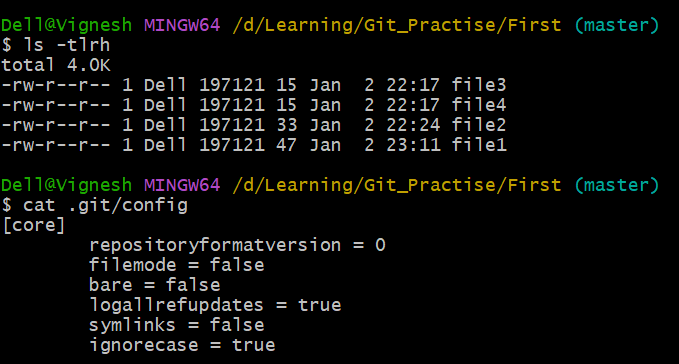 Dell@Vignesh MINGW64 /d/Learning/Git_Practise/First (master)
$ ls -tlrh
total 4.0K
-rw-r--r-- 1 Dell 197121 15 Jan  2 22:17 file3
-rw-r--r-- 1 Dell 197121 15 Jan  2 22:17 file4
-rw-r--r-- 1 Dell 197121 33 Jan  2 22:24 file2
-rw-r--r-- 1 Dell 197121 47 Jan  2 23:11 file1
Dell@Vignesh MINGW64 /d/Learning/Git_Practise/First (master)
$ cat .git/config
[core]
        repositoryformatversion = 0
        filemode = false
        bare = false
        logallrefupdates = true
        symlinks = false
        ignorecase = true